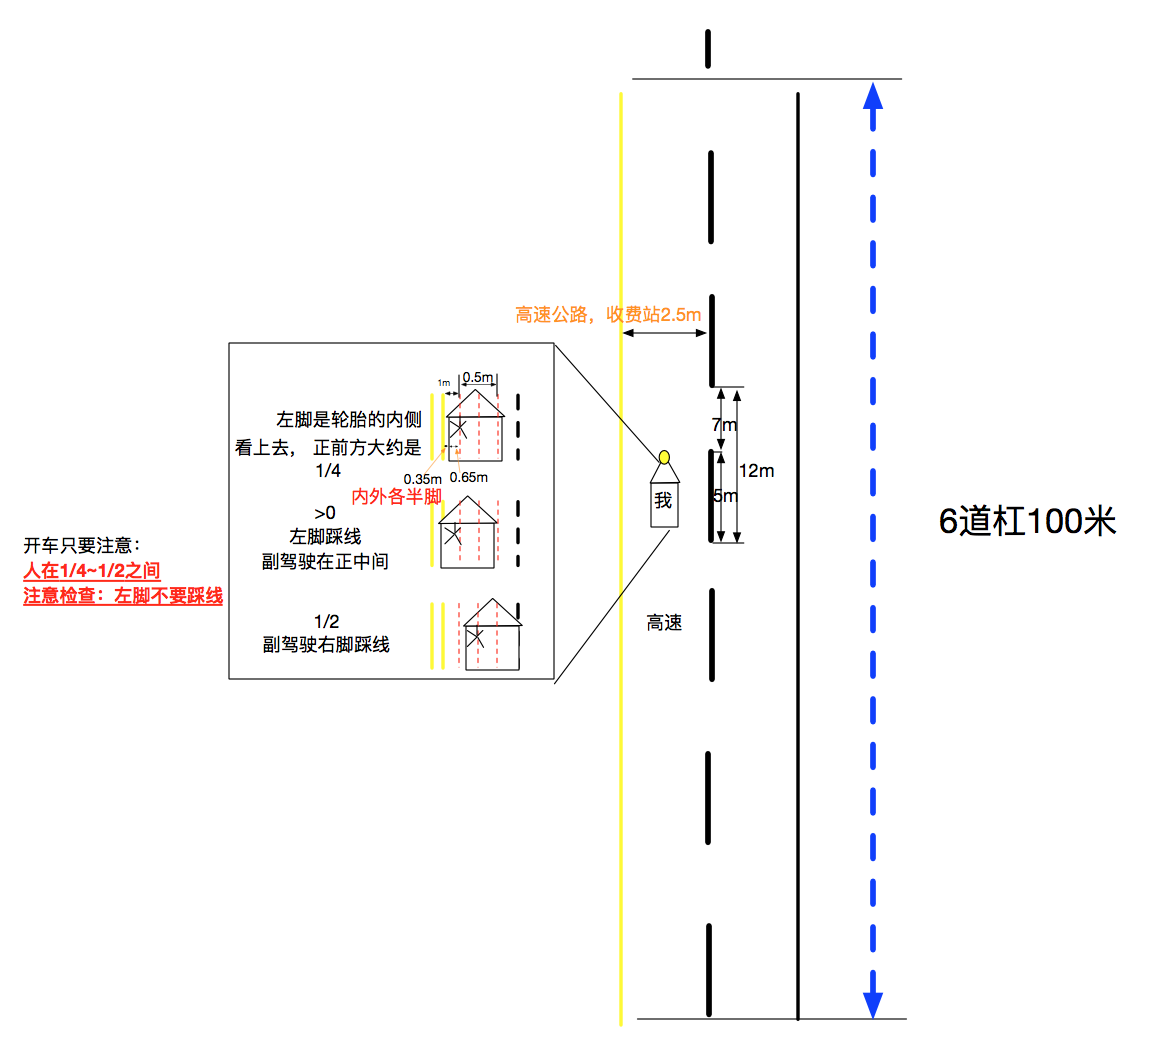 高速公路，收费站2.5m
1m
0.5m
左脚是轮胎的内侧
看上去， 正前方大约是
1/4
0.35m
0.65m
内外各半脚
>0
左脚踩线
副驾驶在正中间
1/2
副驾驶右脚踩线
开车只要注意：
人在1/4~1/2之间
注意检查：左脚不要踩线
7m
12m
5m
我
高速
6道杠100米